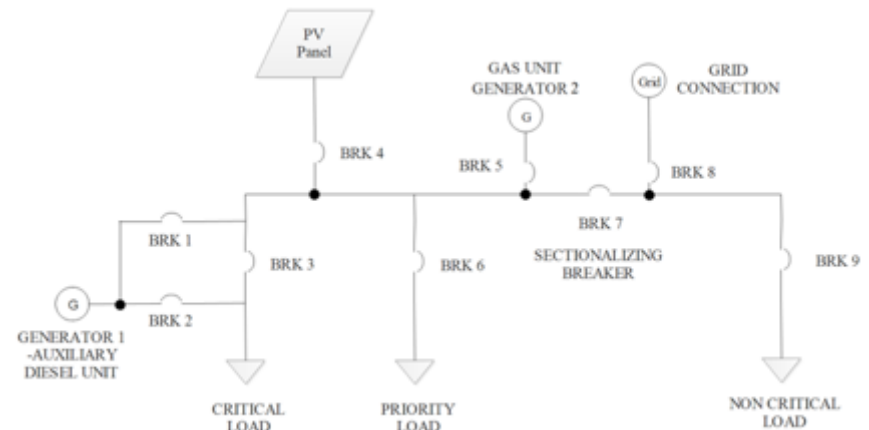 PV
Panel
GAS UNIT
GENERATOR 2
G
Grid
GRID
CONNECTION
BRK 4
BRK 5
BRK 8
BRK 1
BRK 7
BRK 3
BRK 6
SECTIONALIZING
BREAKER
BRK 9
G
BRK 2
GENERATOR 1
-AUXILIARY
DIESEL UNIT
CRITICAL
LOAD
PRIORITY
LOAD
NON CRITICAL
LOAD